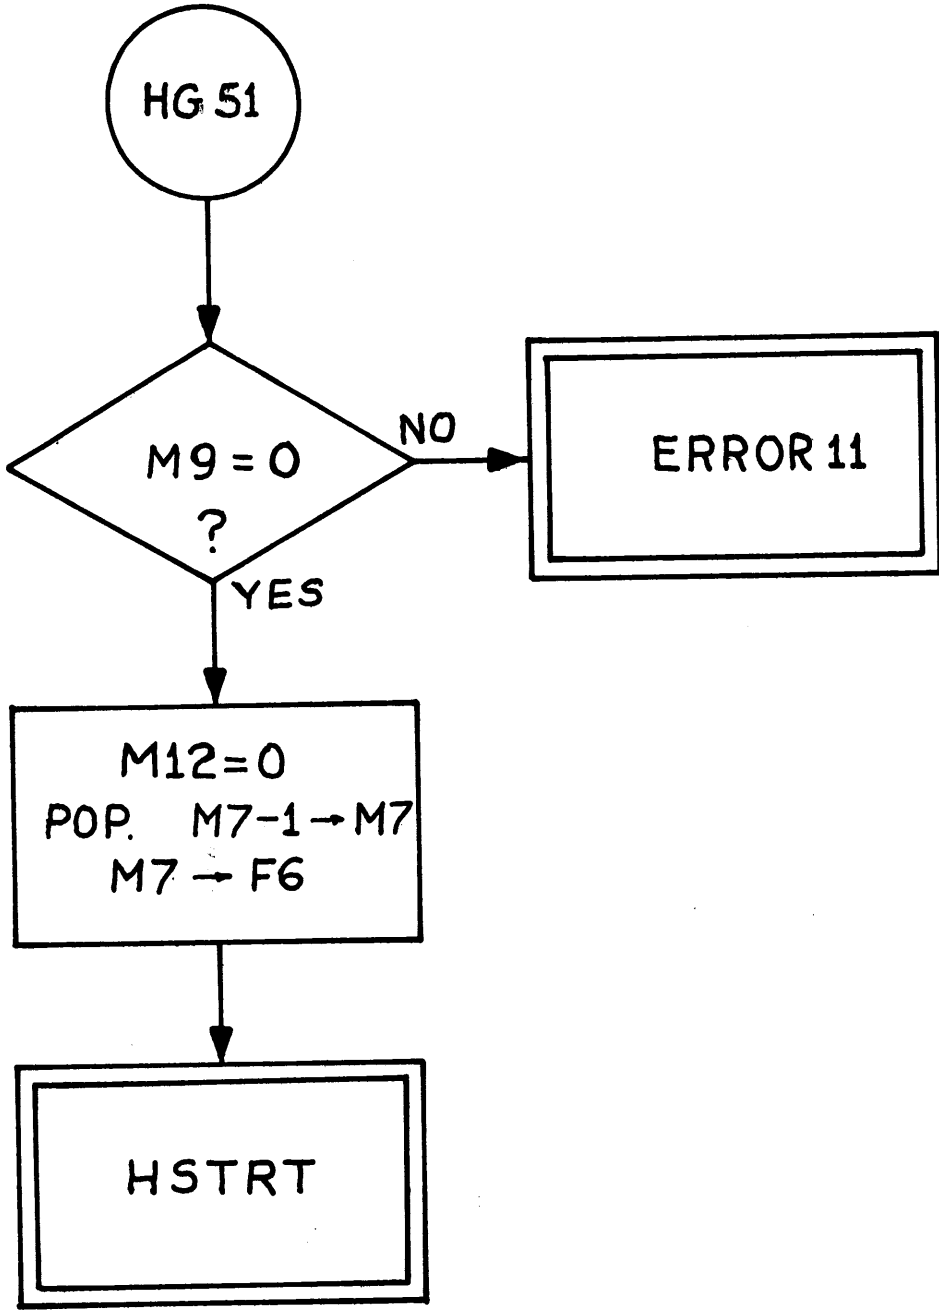 HG 51
M9 = 0
?
NO
ERROR 11
YES
M12 = 0
POP. M7-1 → M7
M7 → F6
HSTRT